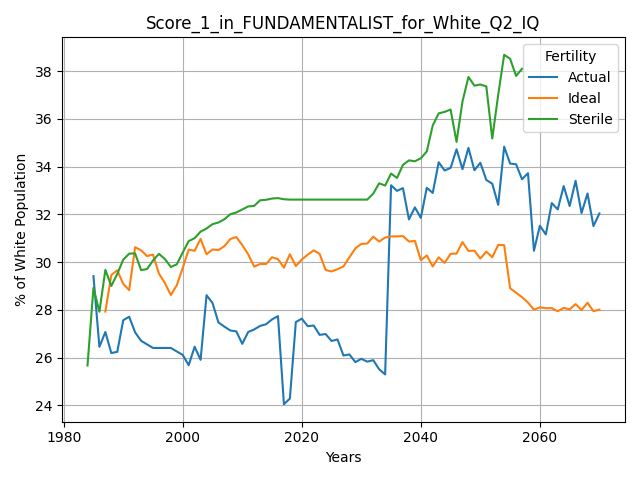 Score_1_in_FUNDAMENTALIST_for_White_Q2_IQ
Fertility
Actual
Ideal
Sterile
% of White Population
38
36
34
32
30
28
26
24
1980
2000
2020
2040
2060
Years